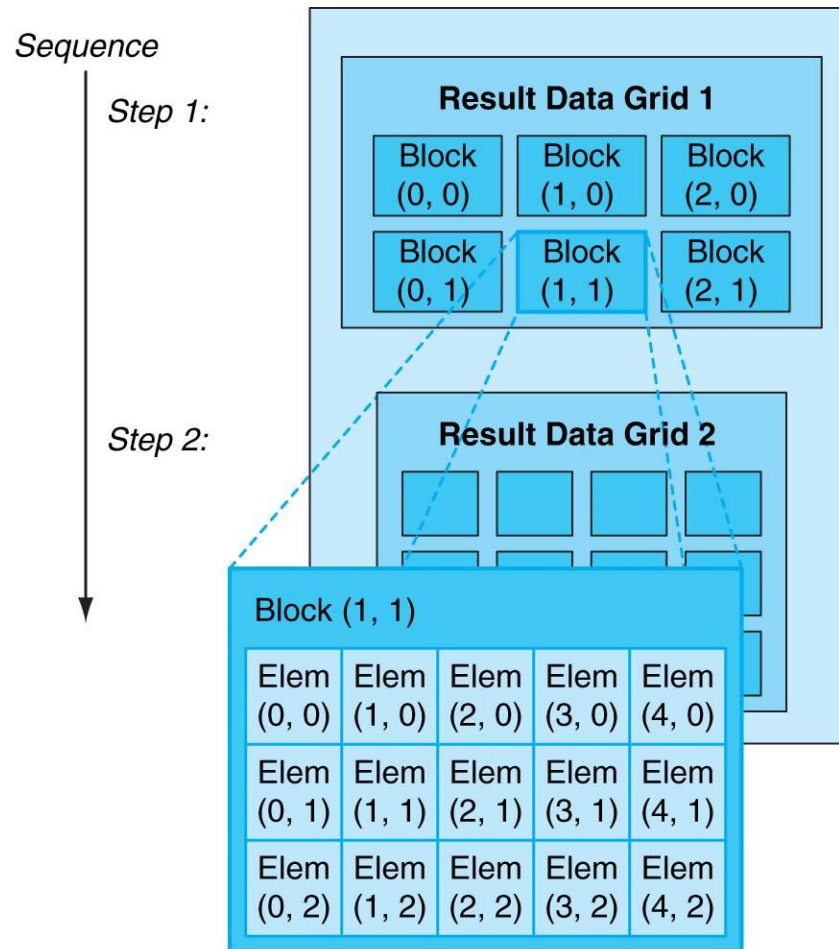 Sequence
Step 1:
Result Data Grid 1
Block Block Block
(0, 0) (1, 0) (2, 0)
Block Block Block
(0, 1) (1, 1) (2, 1)
Step 2:
Result Data Grid 2
Block (1, 1)
Elem Elem Elem Elem Elem
(0, 0) (1, 0) (2, 0) (3, 0) (4, 0)
Elem Elem Elem Elem Elem
(0, 1) (1, 1) (2, 1) (3, 1) (4, 1)
Elem Elem Elem Elem Elem
(0, 2) (1, 2) (2, 2) (3, 2) (4, 2)